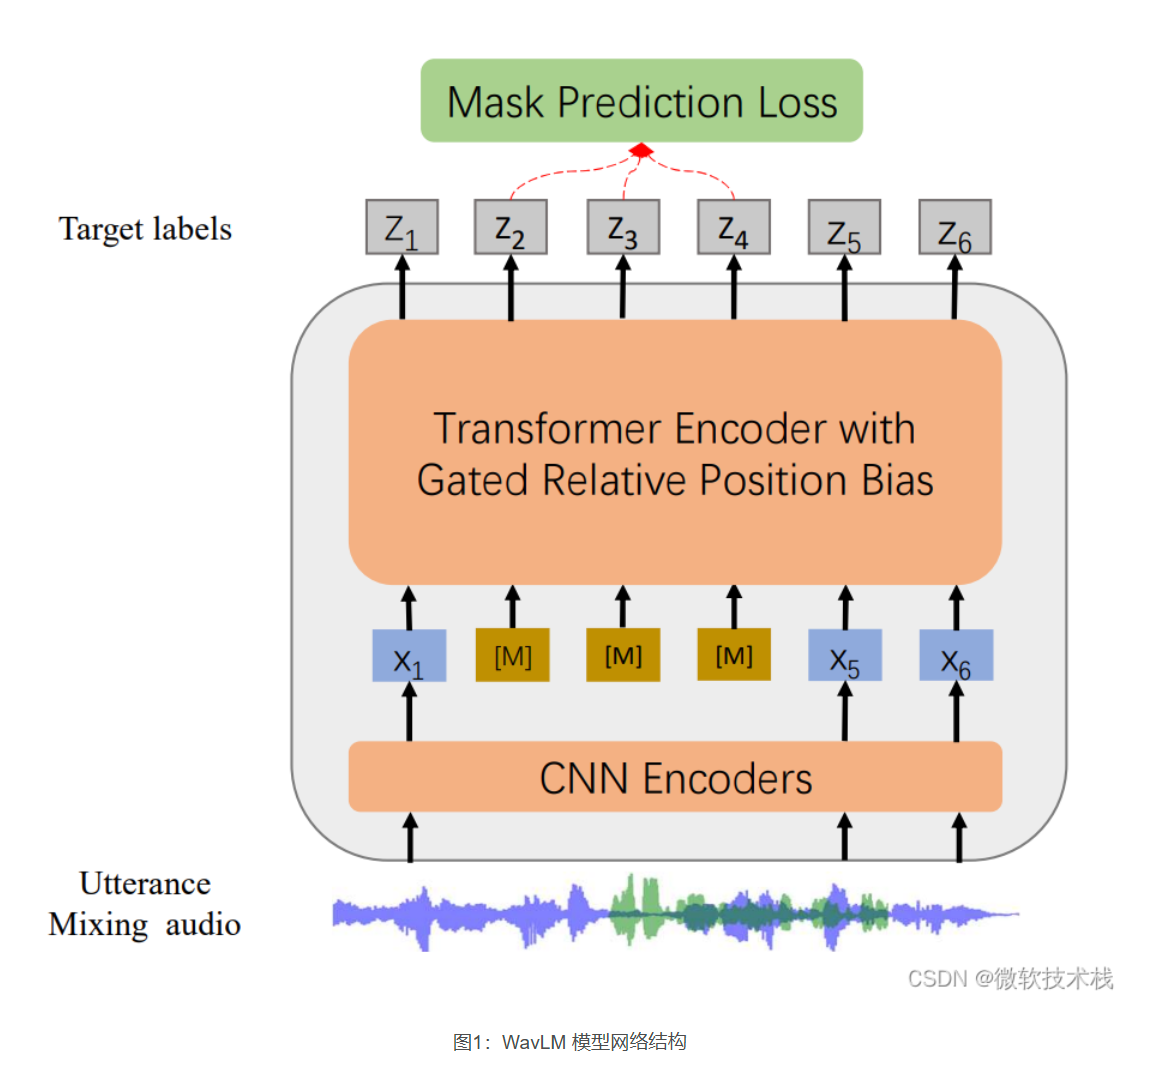 Mask Prediction Loss
Target labels
Z1 Z2 Z3 Z4 Z5 Z6
Transformer Encoder with
Gated Relative Position Bias
x1 [M] [M] [M] x5 x6
CNN Encoders
Utterance
Mixing audio
CSDN @微软技术栈
图1：WavLM 模型网络结构